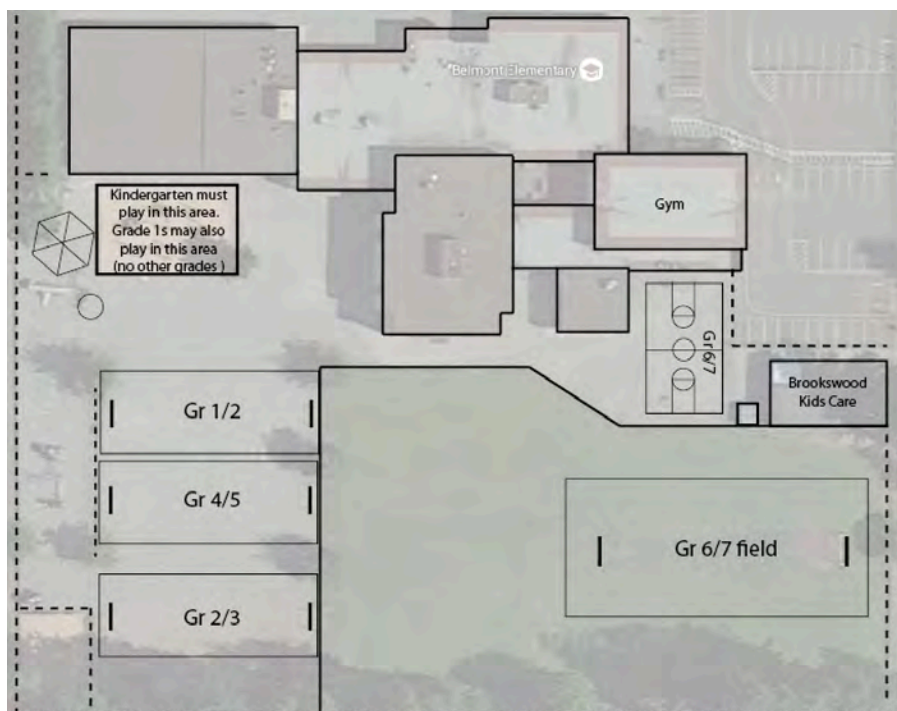 Belmont Elementary
Kindergarten must
play in this area.
Grade 1s may also
play in this area
(no other grades )
Gym
Gr 6/7
Brookswood
Kids Care
Gr 1/2
Gr 4/5
Gr 6/7 field
Gr 2/3